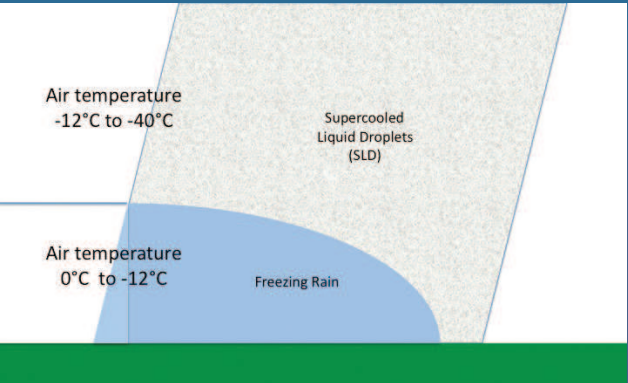 Air temperature
-12°C to -40°C
Supercooled
Liquid Droplets
(SLD)
Air temperature
0°C  to -12°C
Freezing Rain